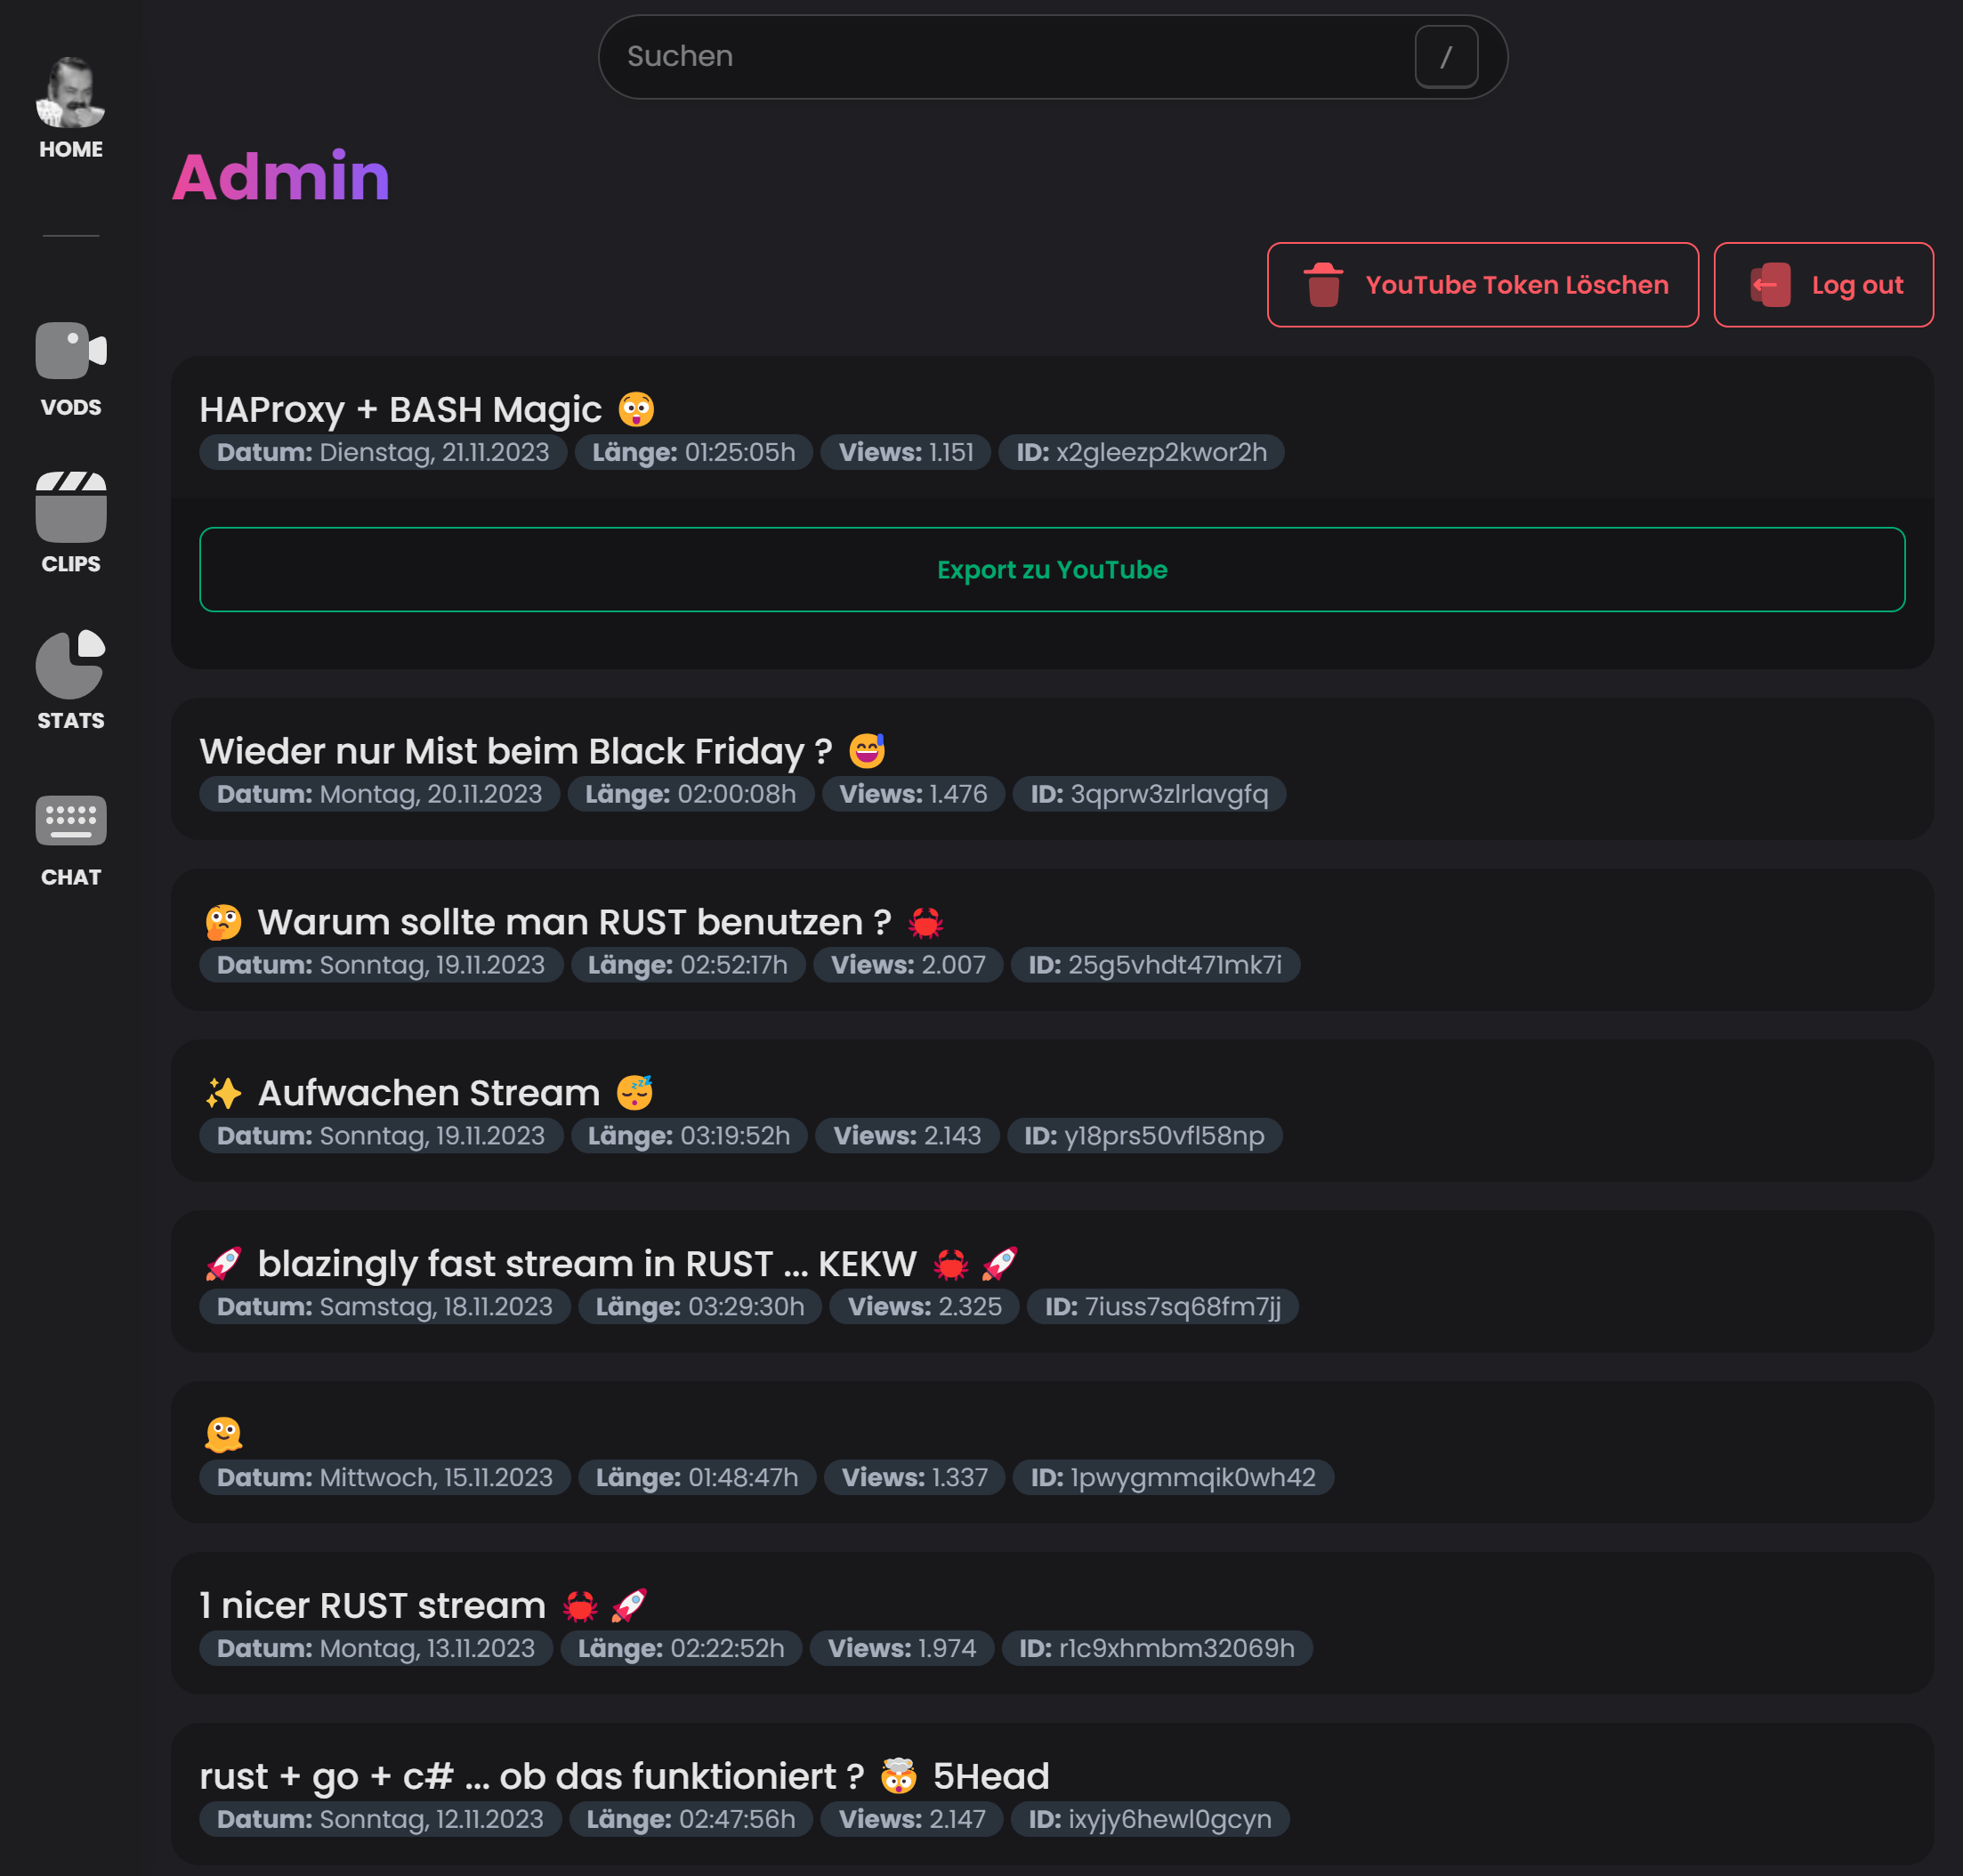 Suchen /
HOME
Admin
YouTube Token Löschen
Log out
VODS
CLIPS
STATS
CHAT
HAProxy + BASH Magic 😲
Datum: Dienstag, 21.11.2023 Länge: 01:25:05h Views: 1.151 ID: x2gleezp2kwor2h
Export zu YouTube
Wieder nur Mist beim Black Friday ? 😅
Datum: Montag, 20.11.2023 Länge: 02:00:08h Views: 1.476 ID: 3qprw3zlrlavgfq
🤔 Warum sollte man RUST benutzen ? 🦀
Datum: Sonntag, 19.11.2023 Länge: 02:52:17h Views: 2.007 ID: 25g5vhdt471mk7i
✨ Aufwachen Stream 😴
Datum: Sonntag, 19.11.2023 Länge: 03:19:52h Views: 2.143 ID: y18prs50vfl58np
🚀 blazingly fast stream in RUST ... KEKW 🦀 🚀
Datum: Samstag, 18.11.2023 Länge: 03:29:30h Views: 2.325 ID: 7iuss7sq68fm7jj
🫠
Datum: Mittwoch, 15.11.2023 Länge: 01:48:47h Views: 1.337 ID: 1pwygmmqik0wh42
1 nicer RUST stream 🦀 🚀
Datum: Montag, 13.11.2023 Länge: 02:22:52h Views: 1.974 ID: r1c9xhmbm32069h
rust + go + c# ... ob das funktioniert ? 🤯 5Head
Datum: Sonntag, 12.11.2023 Länge: 02:47:56h Views: 2.147 ID: ixyjy6hewl0gcyn